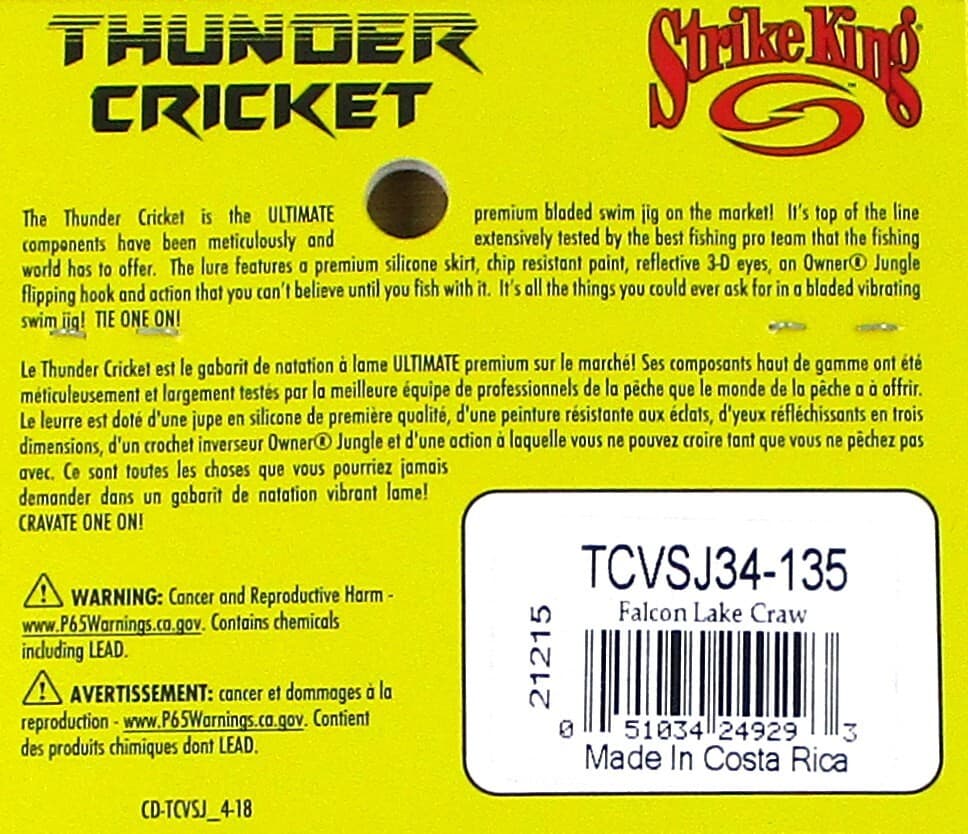 THUNDER
CRICKET
Strike King
The Thunder Cricket is the ULTIMATE premium bladed swim jig on the market! It's top of the line
components have been meticulously and extensively tested by the best fishing pro team that the fishing
world has to offer. The lure features a premium silicone skirt, chip resistant paint, reflective 3-D eyes, an Owner® Jungle
flipping hook and action that you can't believe until you fish with it. It's all the things you could ever ask for in a bladed vibrating
swim jig! TIE ONE ON!
Le Thunder Cricket est le gabarit de natation à lame ULTIMATE premium sur le marché! Ses composants haut de gamme ont été
méticuleusement et largement testés par la meilleure équipe de professionnels de la pêche que le monde de la pêche a à offrir.
Le leurre est doté d'une jupe en silicone de première qualité, d'une peinture résistante aux éclats, d'yeux réfléchissants en trois
dimensions, d'un crochet inverseur Owner® Jungle et d'une action à laquelle vous ne pouvez croire tant que vous ne pêchez pas
avec. Ce sont toutes les choses que vous pourriez jamais
demander dans un gabarit de natation vibrant lame!
CRAVATE ONE ON!
WARNING: Cancer and Reproductive Harm -
www.P65Warnings.ca.gov. Contains chemicals
including LEAD.
AVERTISSEMENT: cancer et dommages à la
reproduction - www.P65Warnings.ca.gov. Contient
des produits chimiques dont LEAD.
CD-TCVSJ_4-18
TCVSJ34-135
Falcon Lake Craw
21215
0 51034 24929 3
Made In Costa Rica